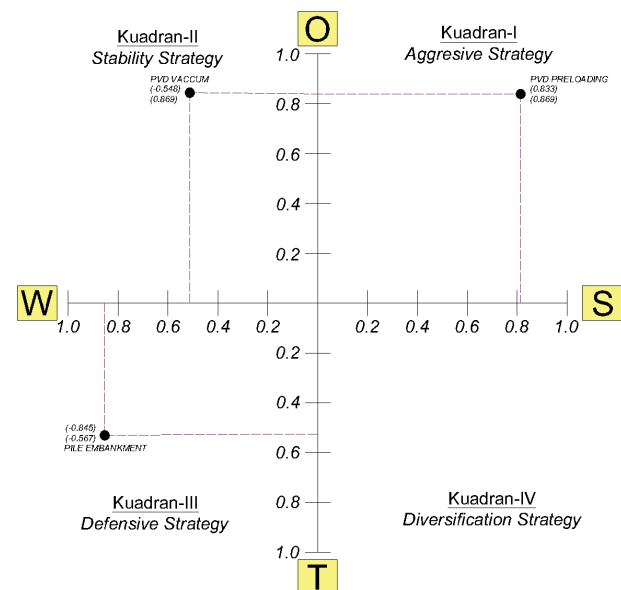 O
Kuadran-II
Stability Strategy
Kuadran-I
Aggresive Strategy
PVD VACCUM
(-0.548)
(0.869)
PVD PRELOADING
(0.833)
(0.869)
1.0
0.8
0.6
0.4
0.2
W
S
1.0 0.8 0.6 0.4 0.2
0.2 0.4 0.6 0.8 1.0
0.2
0.4
0.6
0.8
1.0
(-0.845)
(-0.567)
PILE EMBANKMENT
Kuadran-III
Defensive Strategy
Kuadran-IV
Diversification Strategy
T